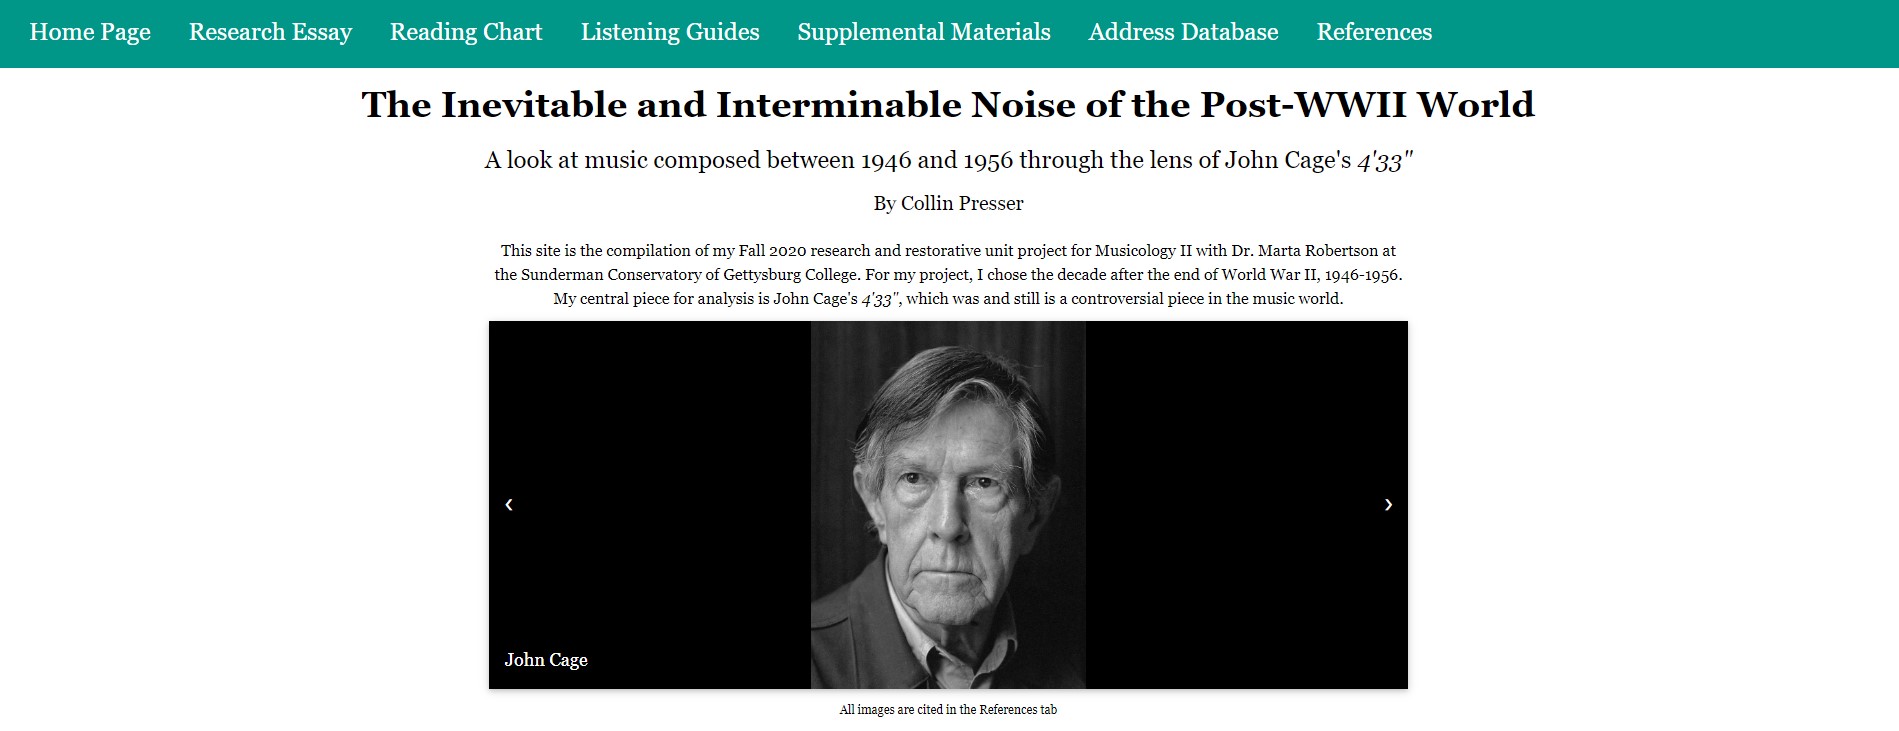 Home Page Research Essay Reading Chart Listening Guides Supplemental Materials Address Database References
The Inevitable and Interminable Noise of the Post-WWII World
A look at music composed between 1946 and 1956 through the lens of John Cage's 4'33"
By Collin Presser
This site is the compilation of my Fall 2020 research and restorative unit project for Musicology II with Dr. Marta Robertson at
the Sunderman Conservatory of Gettysburg College. For my project, I chose the decade after the end of World War II, 1946-1956.
My central piece for analysis is John Cage's 4'33", which was and still is a controversial piece in the music world.
‹ ›
John Cage
All images are cited in the References tab